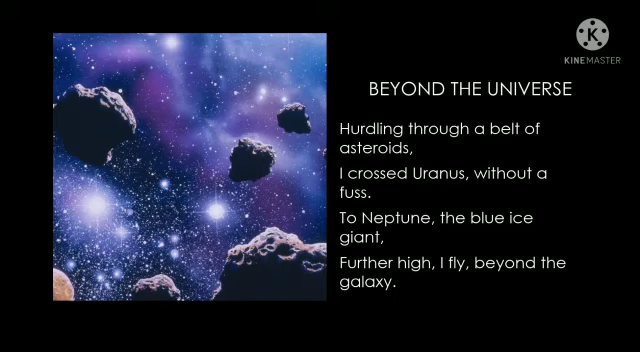 KINEMASTER
BEYOND THE UNIVERSE
Hurdling through a belt of
asteroids,
I crossed Uranus, without a
fuss.
To Neptune, the blue ice
giant,
Further high, I fly, beyond the
galaxy.